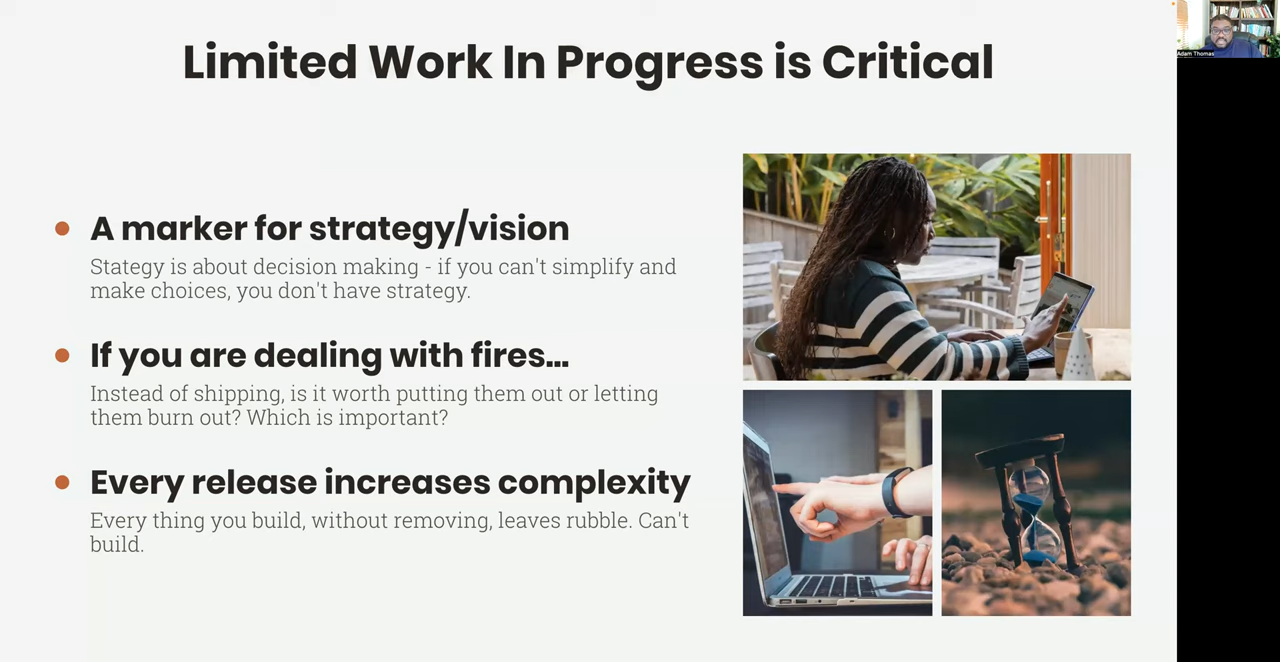 Limited Work In Progress is Critical
A marker for strategy/vision
Stategy is about decision making - if you can't simplify and
make choices, you don't have strategy.
If you are dealing with fires...
Instead of shipping, is it worth putting them out or letting
them burn out? Which is important?
Every release increases complexity
Every thing you build, without removing, leaves rubble. Can't
build.
Adam Thomas